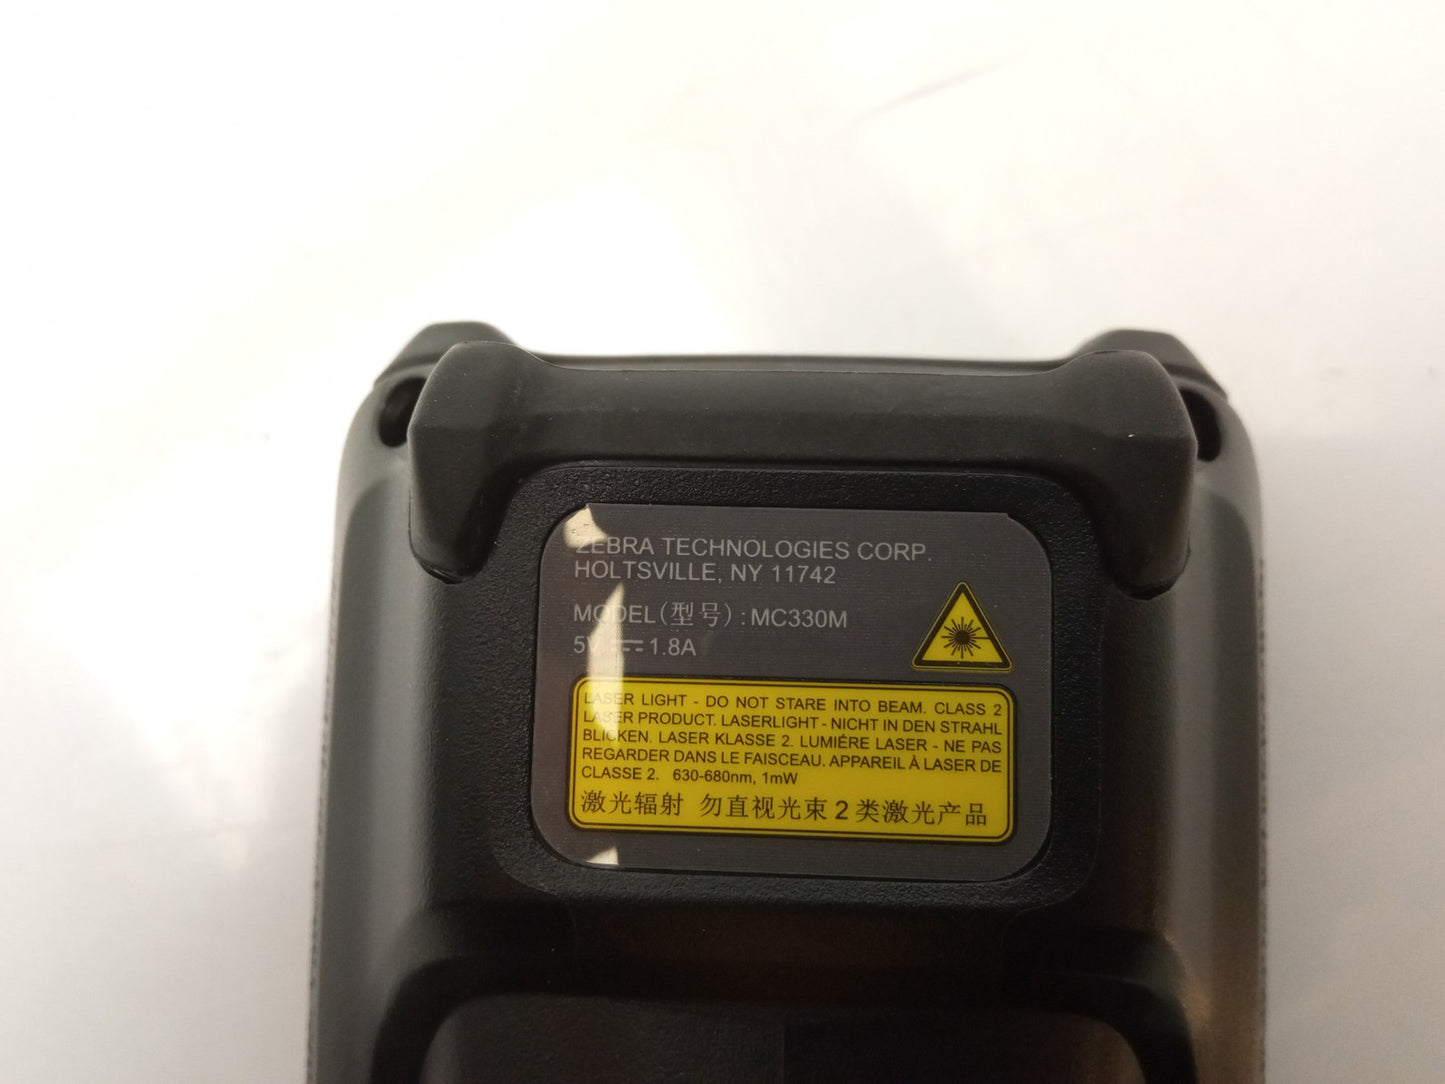 ZEBRA TECHNOLOGIES CORP.
HOLTSVILLE, NY 11742
MODEL(型号) : MC330M
5V ⎓ 1.8A
LASER LIGHT - DO NOT STARE INTO BEAM. CLASS 2
LASER PRODUCT. LASERLIGHT - NICHT IN DEN STRAHL
BLICKEN. LASER KLASSE 2. LUMIÉRE LASER - NE PAS
REGARDER DANS LE FAISCEAU. APPAREIL À LASER DE
CLASSE 2. 630-680nm, 1mW
激光辐射 勿直视光束 2 类激光产品